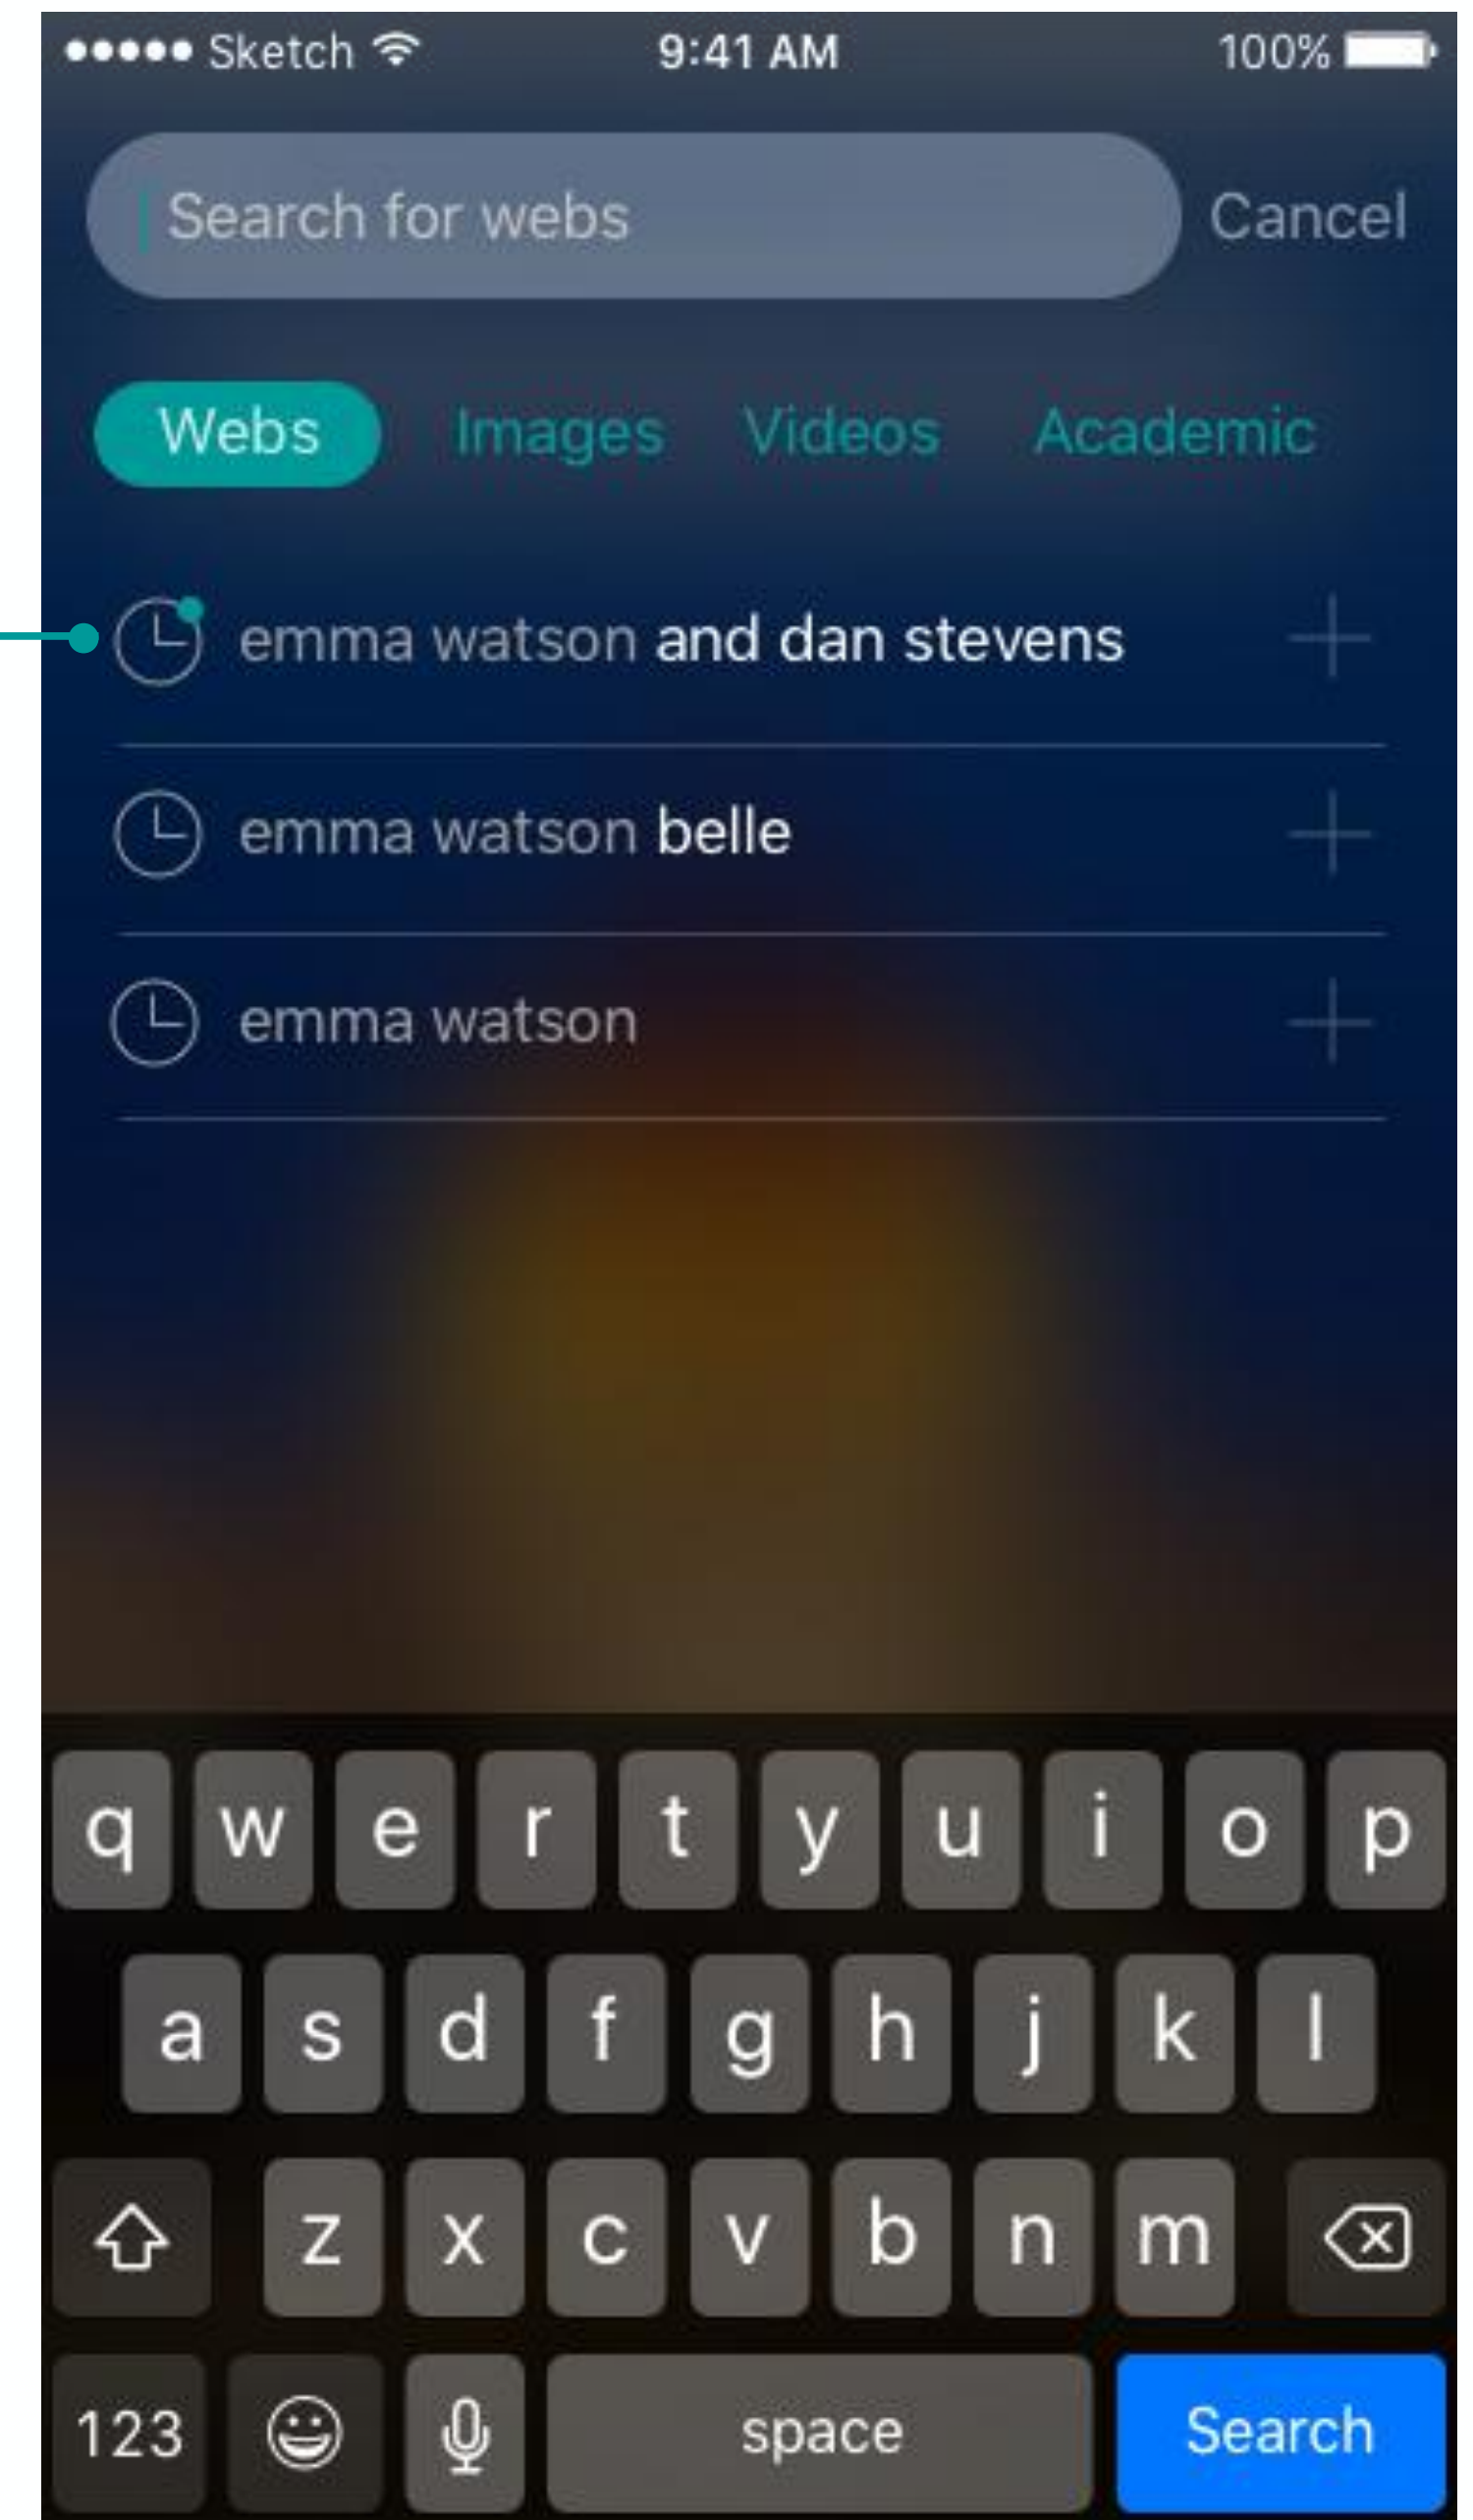 Sketch 9:41 AM 100%
Search for webs Cancel
Webs Images Videos Academic
emma watson and dan stevens
emma watson belle
emma watson
q w e r t y u i o p
a s d f g h j k l
z x c v b n m
123 space Search